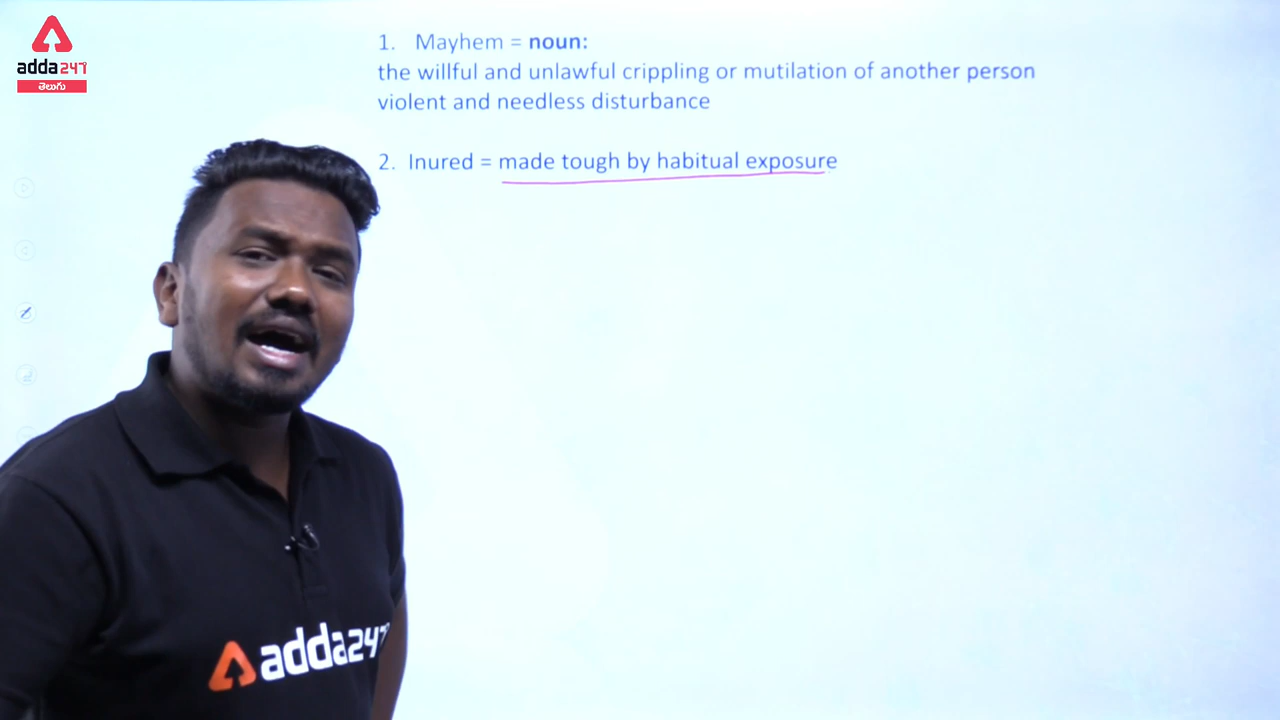 adda247
తెలుగు
1. Mayhem = noun:
the willful and unlawful crippling or mutilation of another person
violent and needless disturbance
2. Inured = made tough by habitual exposure
adda247